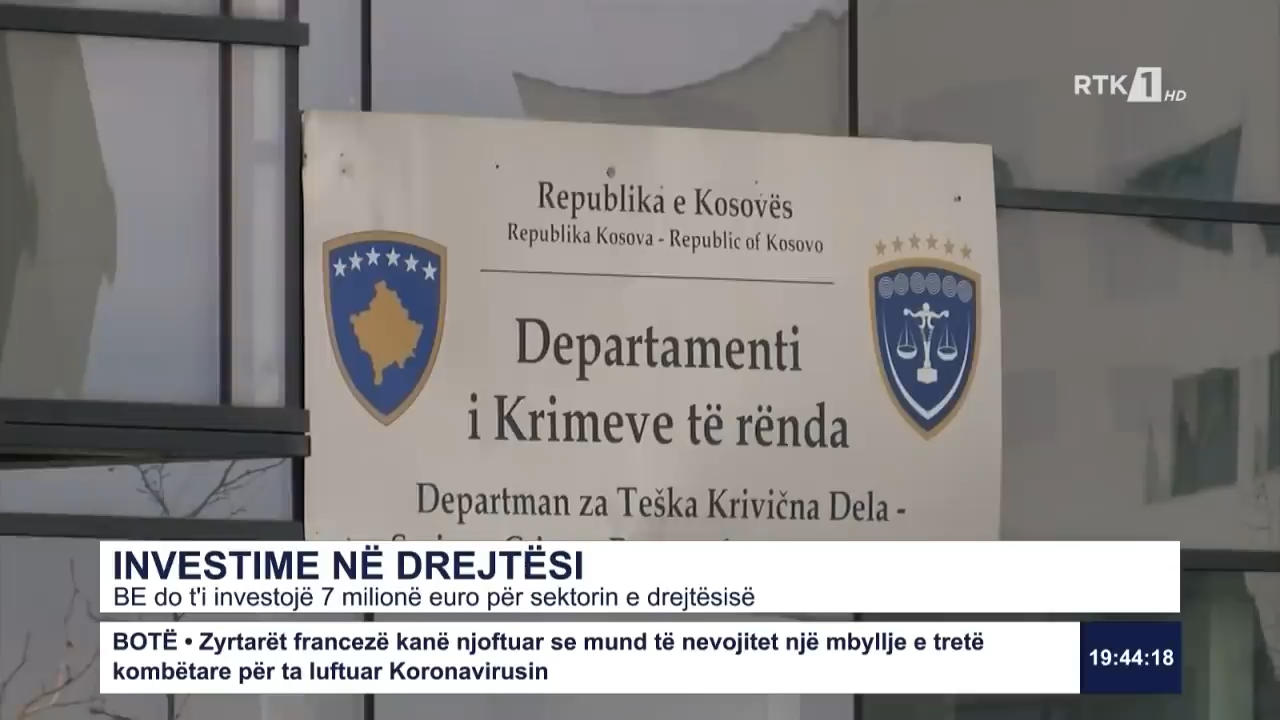 RTK 1 HD
Republika e Kosovës
Republika Kosova - Republic of Kosovo
Departamenti
i Krimeve të rënda
Departman za Teška Krivična Dela -
INVESTIME NË DREJTËSI
BE do t'i investojë 7 milionë euro për sektorin e drejtësisë
BOTË • Zyrtarët francezë kanë njoftuar se mund të nevojitet një mbyllje e tretë
kombëtare për ta luftuar Koronavirusin
19:44:18